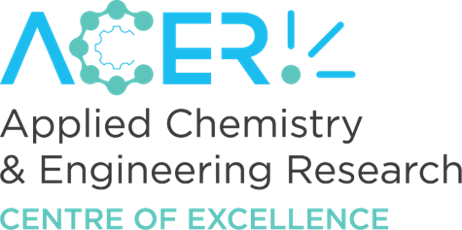 ACER
Applied Chemistry
& Engineering Research
CENTRE OF EXCELLENCE